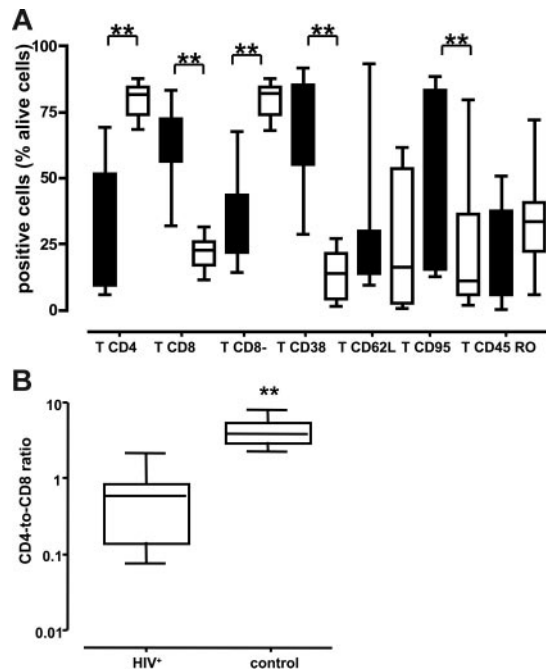 A
** ** ** ** **
positive cells (% alive cells)
100
75
50
25
0
T CD4 T CD8 T CD8- T CD38 T CD62L T CD95 T CD45 RO
B
**
CD4-to-CD8 ratio
10
1
0.1
0.01
HIV⁺ control